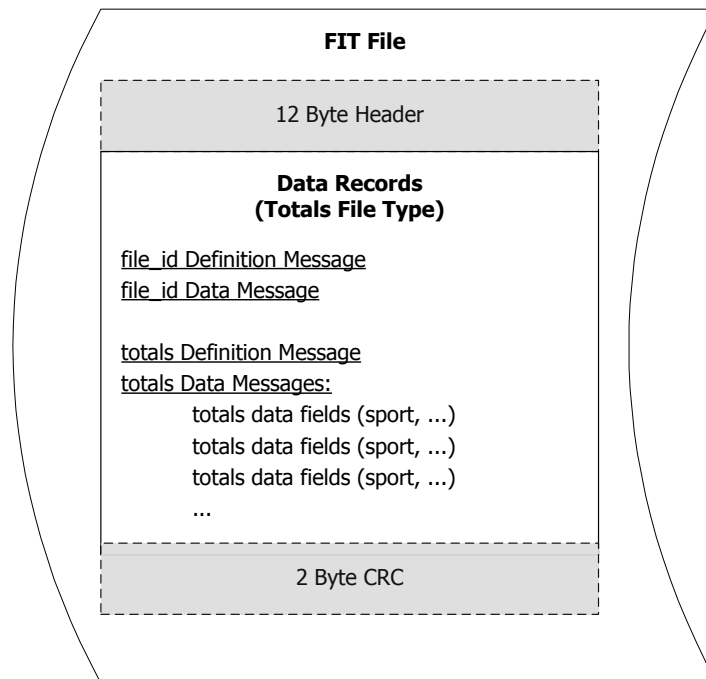 FIT File
12 Byte Header
Data Records
(Totals File Type)
file_id Definition Message
file_id Data Message
totals Definition Message
totals Data Messages:
totals data fields (sport, ...)
totals data fields (sport, ...)
totals data fields (sport, ...)
...
2 Byte CRC